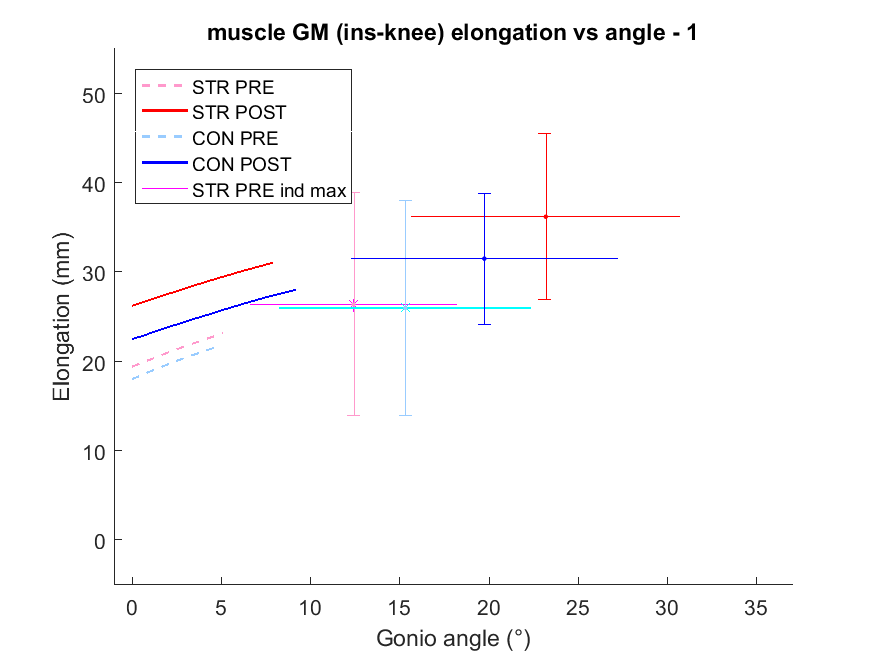 muscle GM (ins-knee) elongation vs angle - 1
STR PRE
STR POST
CON PRE
CON POST
STR PRE ind max
Elongation (mm)
50
40
30
20
10
0
0 5 10 15 20 25 30 35
Gonio angle (°)